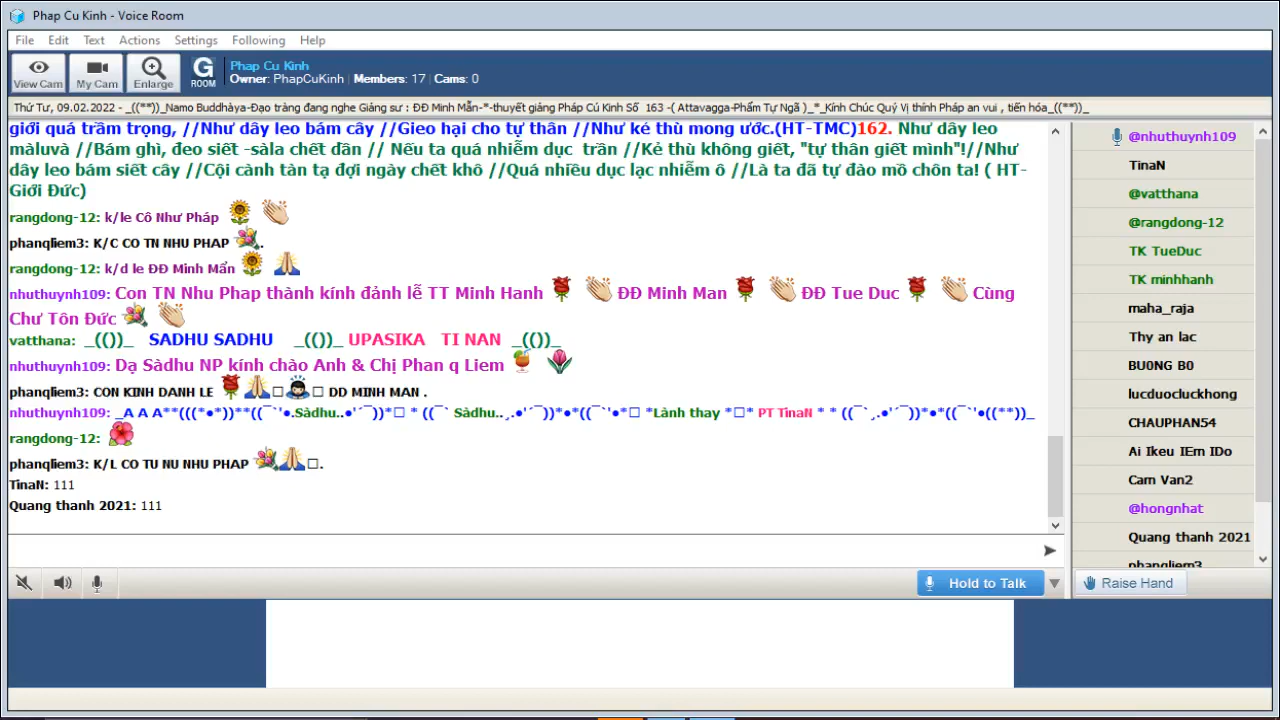 Phap Cu Kinh - Voice Room
File Edit Text Actions Settings Following Help
View Cam My Cam Enlarge G ROOM Phap Cu Kinh
Owner: PhapCuKinh Members: 17 Cams: 0
Thứ Tư, 09.02.2022 - _((**))_Namo Buddhàya-Đạo tràng đang nghe Giảng sư : ĐĐ Minh Mẫn-*-thuyết giảng Pháp Cú Kinh Số 163 -( Attavagga-Phẩm Tự Ngã )_*_Kính Chúc Quý Vị thính Pháp an vui , tiến hóa_((**))_
giới quá trầm trọng, //Như dây leo bám cây //Gieo hại cho tự thân //Như kẻ thù mong ước.(HT-TMC)162. Như dây leo
màluvà //Bám ghì, đeo siết -sàla chết dần // Nếu ta quá nhiễm dục trần //Kẻ thù không giết, "tự thân giết mình"!//Như
dây leo bám siết cây //Cội cành tàn tạ đợi ngày chết khô //Quá nhiều dục lạc nhiễm ô //Là ta đã tự đào mồ chôn ta! ( HT-
Giới Đức)
rangdong-12: k/le Cô Như Pháp
phanqliem3: K/C CO TN NHU PHAP .
rangdong-12: k/d le ĐĐ Minh Mẩn
nhuthuynh109: Con TN Nhu Phap thành kính đảnh lễ TT Minh Hanh ĐĐ Minh Man ĐĐ Tue Duc Cùng
Chư Tôn Đức
vatthana: _(())_ SADHU SADHU _(())_ UPASIKA TI NAN _(())_
nhuthuynh109: Dạ Sàdhu NP kính chào Anh & Chị Phan q Liem
phanqliem3: CON KINH DANH LE DD MINH MAN .
nhuthuynh109: _A A A**(((*●*))**((¯`'●.Sàdhu..●'´¯))*□ * ((¯` Sàdhu..¸.●'´¯))*●*((¯`'●*□ *Lành thay *□* PT TinaN * * ((¯`¸.●'´¯))*●*((¯`'●((**))_
rangdong-12:
phanqliem3: K/L CO TU NU NHU PHAP □.
TinaN: 111
Quang thanh 2021: 111
Hold to Talk
@nhuthuynh109
TinaN
@vatthana
@rangdong-12
TK TueDuc
TK minhhanh
maha_raja
Thy an lac
BU0NG B0
lucduocluckhong
CHAUPHAN54
Ai Ikeu IEm IDo
Cam Van2
@hongnhat
Quang thanh 2021
phanqliem3
Raise Hand